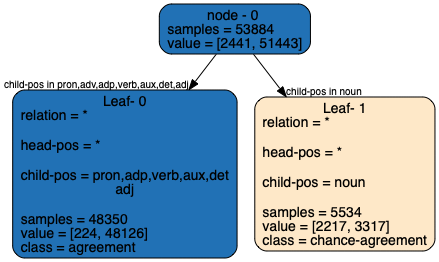 node - 0
samples = 53884
value = [2441, 51443]
child-pos in pron,adv,adp,verb,aux,det,adj
child-pos in noun
Leaf- 0
relation = *
head-pos = *
child-pos = pron,adp,verb,aux,det
adj
samples = 48350
value = [224, 48126]
class = agreement
Leaf- 1
relation = *
head-pos = *
child-pos = noun
samples = 5534
value = [2217, 3317]
class = chance-agreement